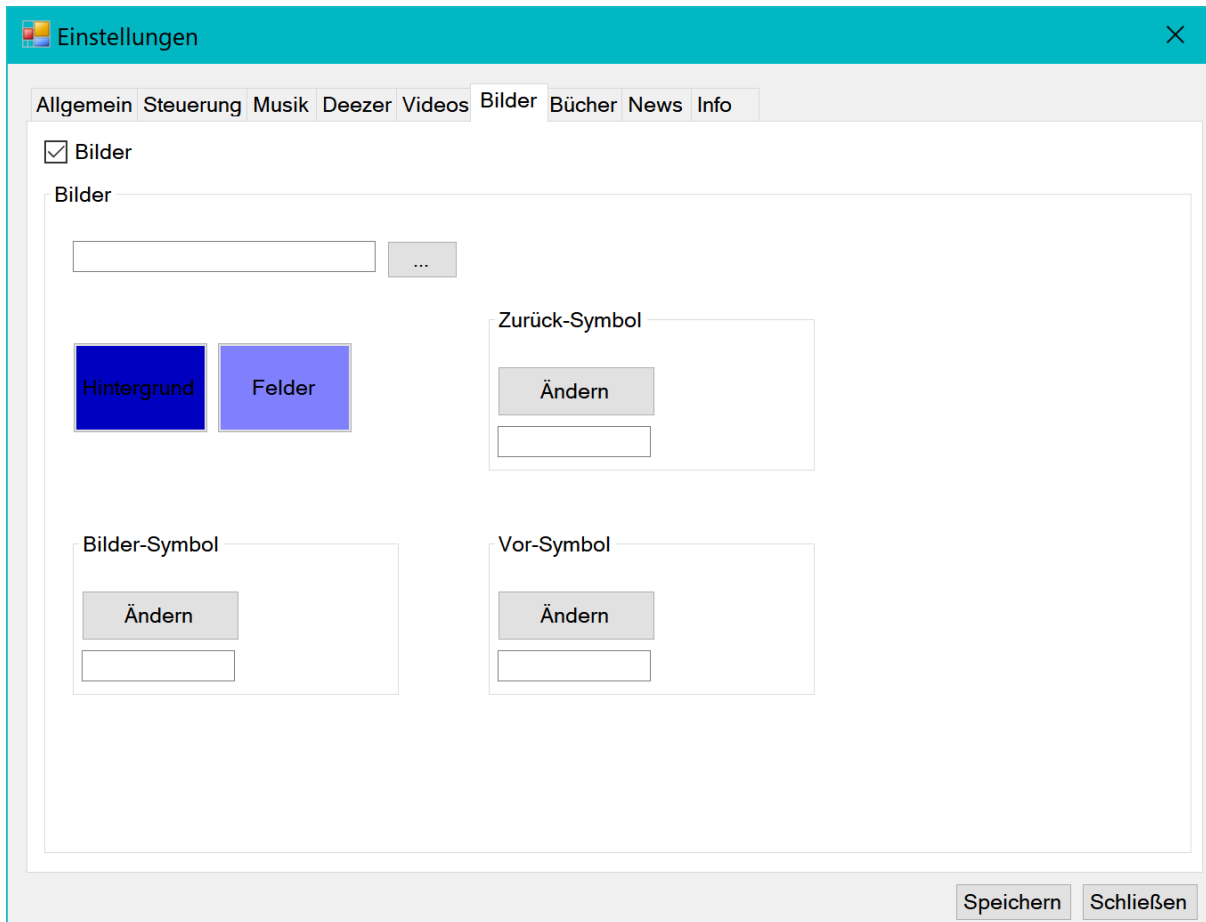 Einstellungen
Allgemein Steuerung Musik Deezer Videos Bilder Bücher News Info
Bilder
Bilder
...
Zurück-Symbol
Hintergrund Felder
Ändern
Bilder-Symbol
Vor-Symbol
Ändern
Ändern
Speichern Schließen